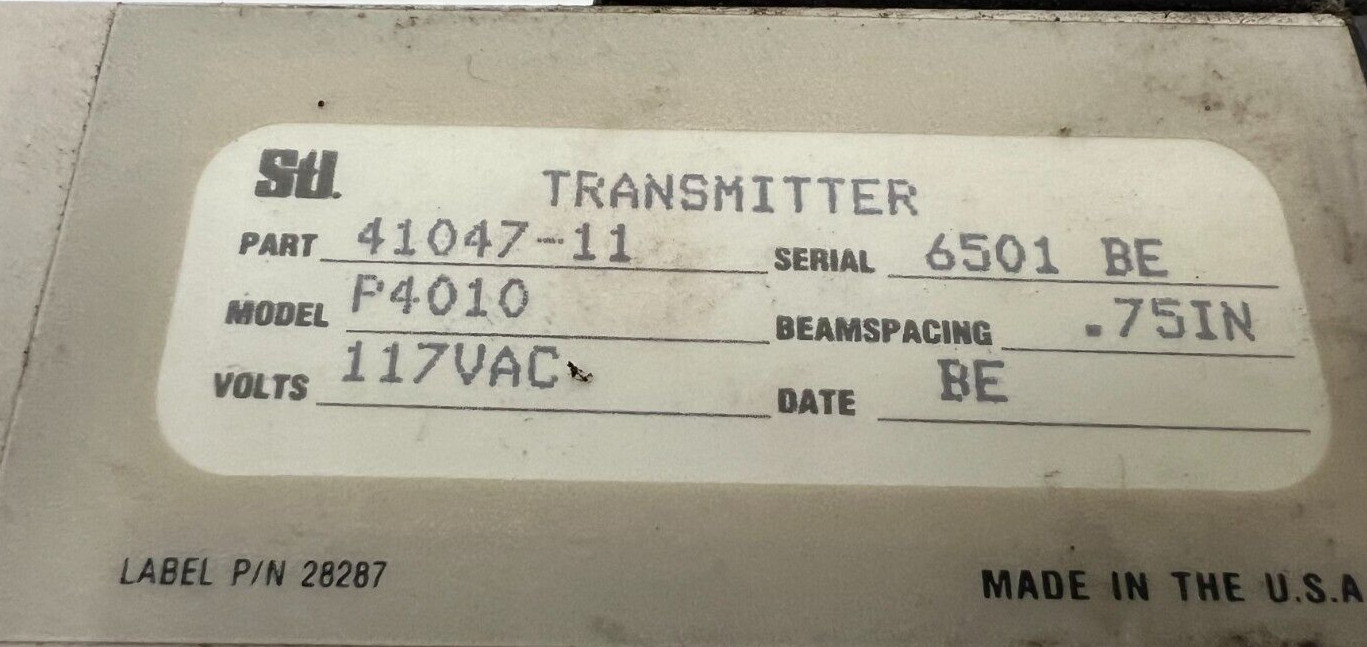 Sti.
TRANSMITTER
PART 41047-11 SERIAL 6501 BE
MODEL P4010 BEAMSPACING .75IN
VOLTS 117VAC DATE BE
LABEL P/N 28287
MADE IN THE U.S.A